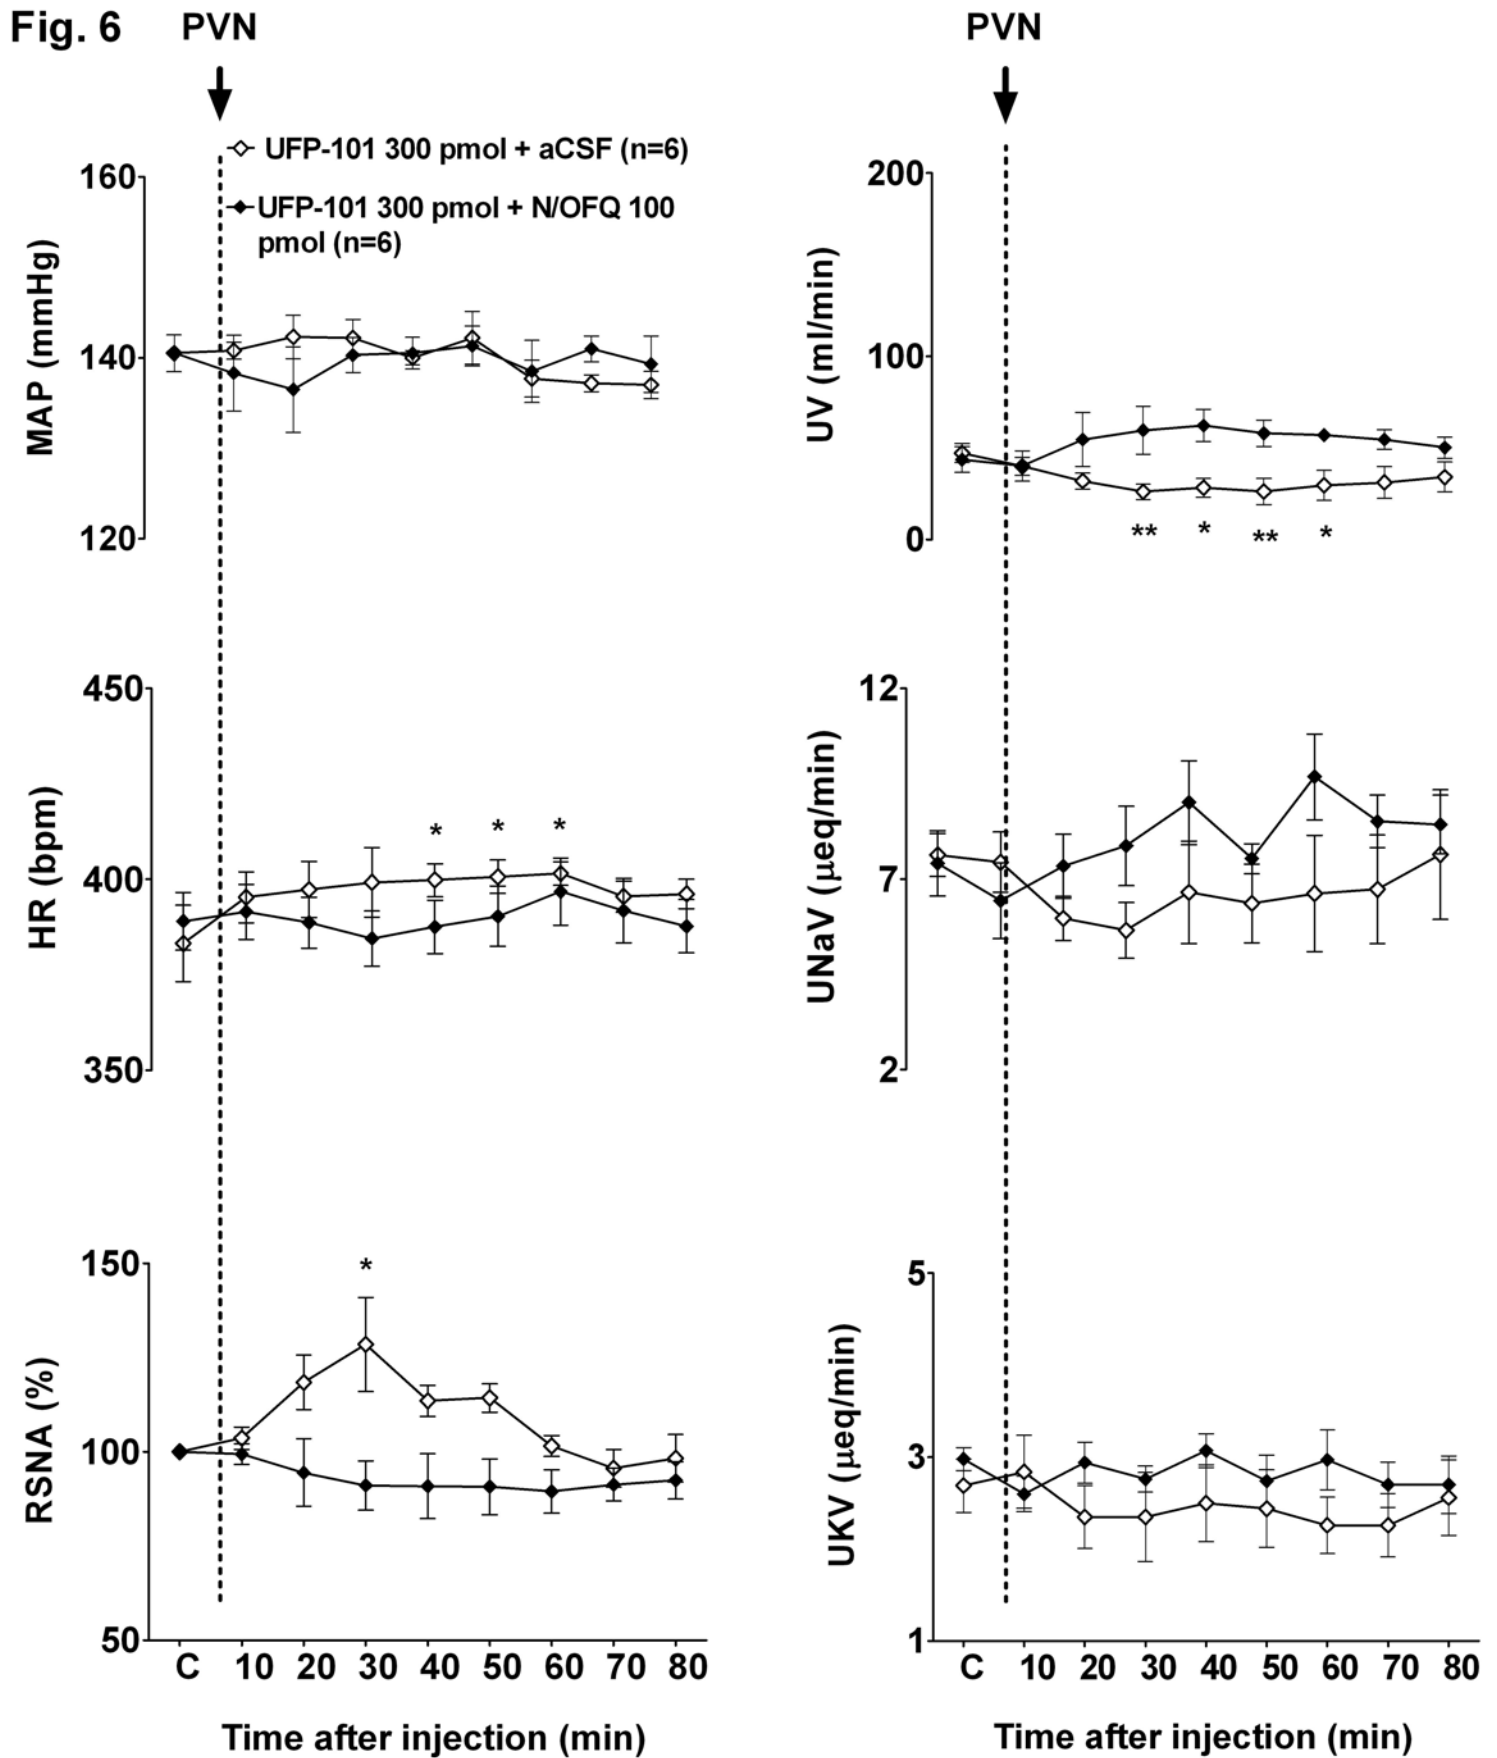 Fig. 6
PVN
PVN
UFP-101 300 pmol + aCSF (n=6)
UFP-101 300 pmol + N/OFQ 100
pmol (n=6)
MAP (mmHg)
160
140
120
UV (ml/min)
200
100
0
** * ** *
HR (bpm)
450
400
350
* * *
UNaV (µeq/min)
12
7
2
RSNA (%)
150
100
50
*
C 10 20 30 40 50 60 70 80
Time after injection (min)
UKV (µeq/min)
5
3
1
C 10 20 30 40 50 60 70 80
Time after injection (min)